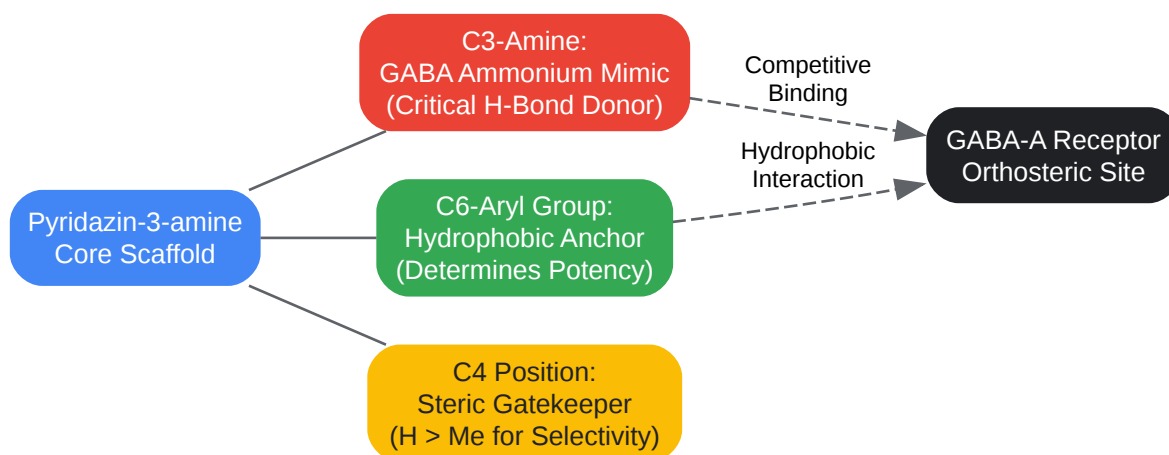 C3-Amine:
GABA Ammonium Mimic
(Critical H-Bond Donor)
Competitive
Binding
GABA-A Receptor
Orthosteric Site
Hydrophobic
Interaction
Pyridazin-3-amine
Core Scaffold
C6-Aryl Group:
Hydrophobic Anchor
(Determines Potency)
C4 Position:
Steric Gatekeeper
(H > Me for Selectivity)